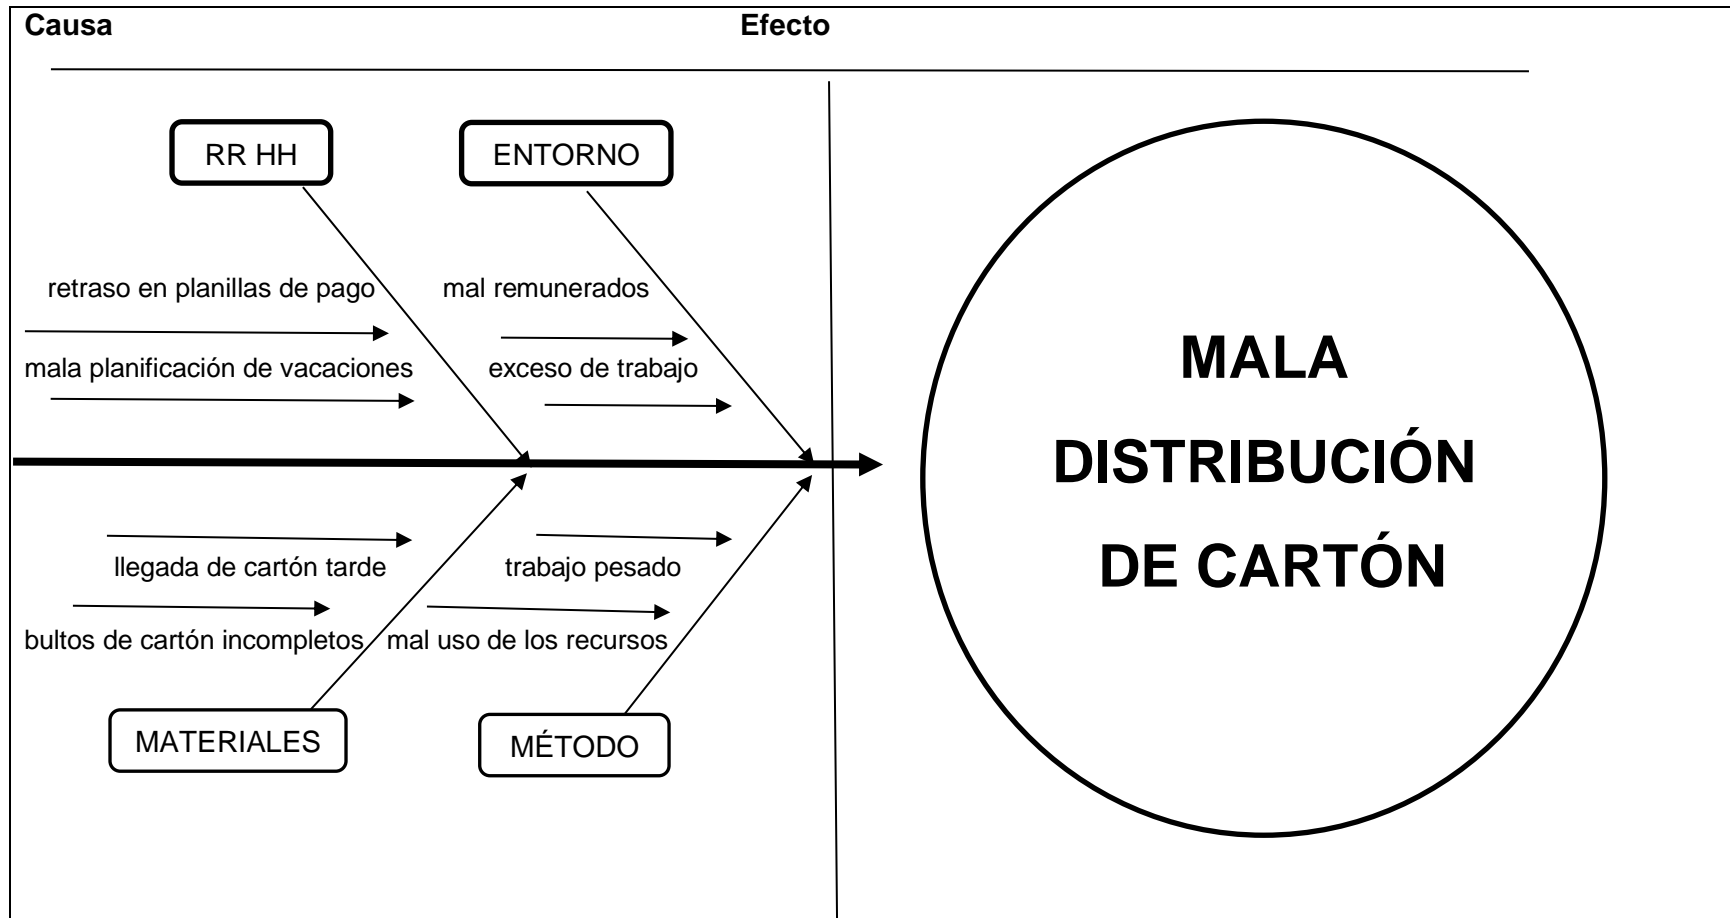 Causa
Efecto
RR HH
ENTORNO
retraso en planillas de pago
mal remunerados
mala planificación de vacaciones
exceso de trabajo
MALA
DISTRIBUCIÓN
DE CARTÓN
llegada de cartón tarde
trabajo pesado
bultos de cartón incompletos
mal uso de los recursos
MATERIALES
MÉTODO